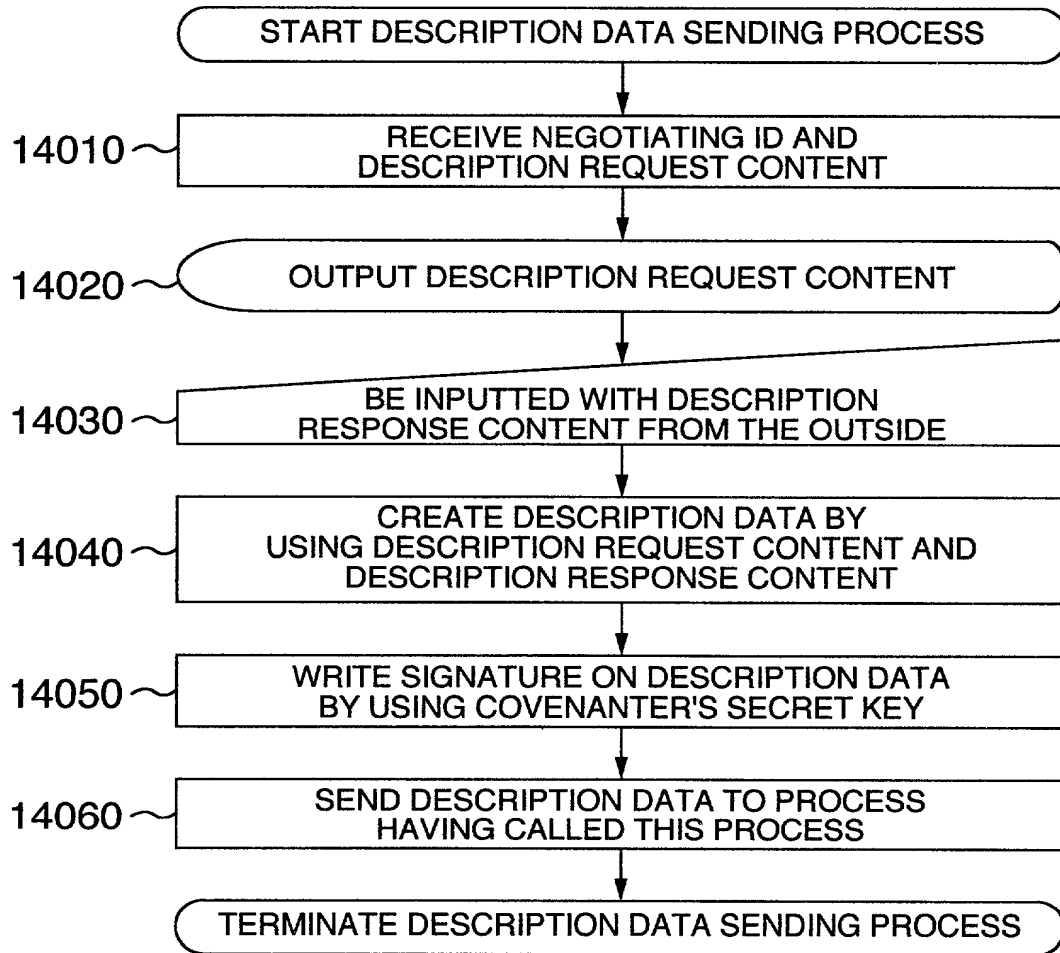 START DESCRIPTION DATA SENDING PROCESS
14010
RECEIVE NEGOTIATING ID AND
DESCRIPTION REQUEST CONTENT
14020
OUTPUT DESCRIPTION REQUEST CONTENT
14030
BE INPUTTED WITH DESCRIPTION
RESPONSE CONTENT FROM THE OUTSIDE
14040
CREATE DESCRIPTION DATA BY
USING DESCRIPTION REQUEST CONTENT AND
DESCRIPTION RESPONSE CONTENT
14050
WRITE SIGNATURE ON DESCRIPTION DATA
BY USING COVENANTER'S SECRET KEY
14060
SEND DESCRIPTION DATA TO PROCESS
HAVING CALLED THIS PROCESS
TERMINATE DESCRIPTION DATA SENDING PROCESS